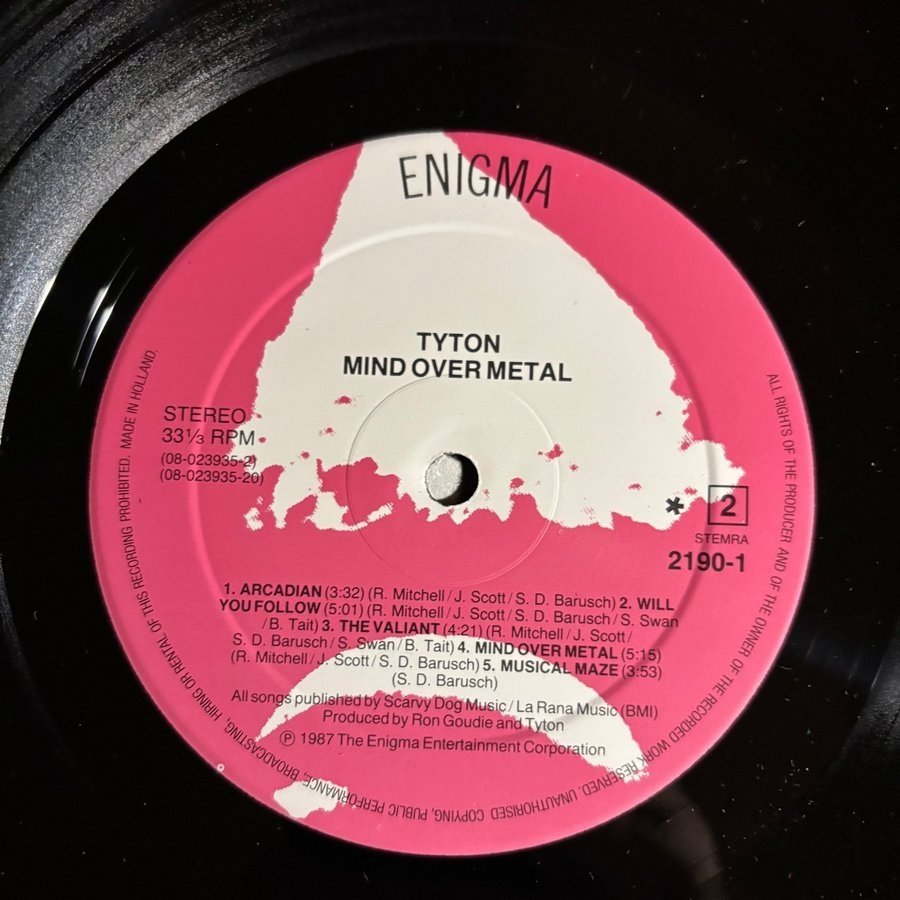 ENIGMA
TYTON
MIND OVER METAL
STEREO
33⅓ RPM
(08-023935-2)
(08-023935-20)
* 2
STEMRA
2190-1
1. ARCADIAN (3:32) (R. Mitchell/J. Scott/S. D. Barusch) 2. WILL
YOU FOLLOW (5:01) (R. Mitchell/J. Scott/S. D. Barusch/S. Swan
/B. Tait) 3. THE VALIANT (4:21) (R. Mitchell/J. Scott/
S. D. Barusch/S. Swan/B. Tait) 4. MIND OVER METAL (5:15)
(R. Mitchell/J. Scott/S. D. Barusch) 5. MUSICAL MAZE (3:53)
(S. D. Barusch)
All songs published by Scarvy Dog Music/La Rana Music (BMI)
Produced by Ron Goudie and Tyton
℗ 1987 The Enigma Entertainment Corporation
ALL RIGHTS OF THE PRODUCER AND OF THE OWNER OF THE RECORDED WORK RESERVED. UNAUTHORISED COPYING, PUBLIC PERFORMANCE, BROADCASTING, HIRING OR RENTAL OF THIS RECORDING PROHIBITED. MADE IN HOLLAND.